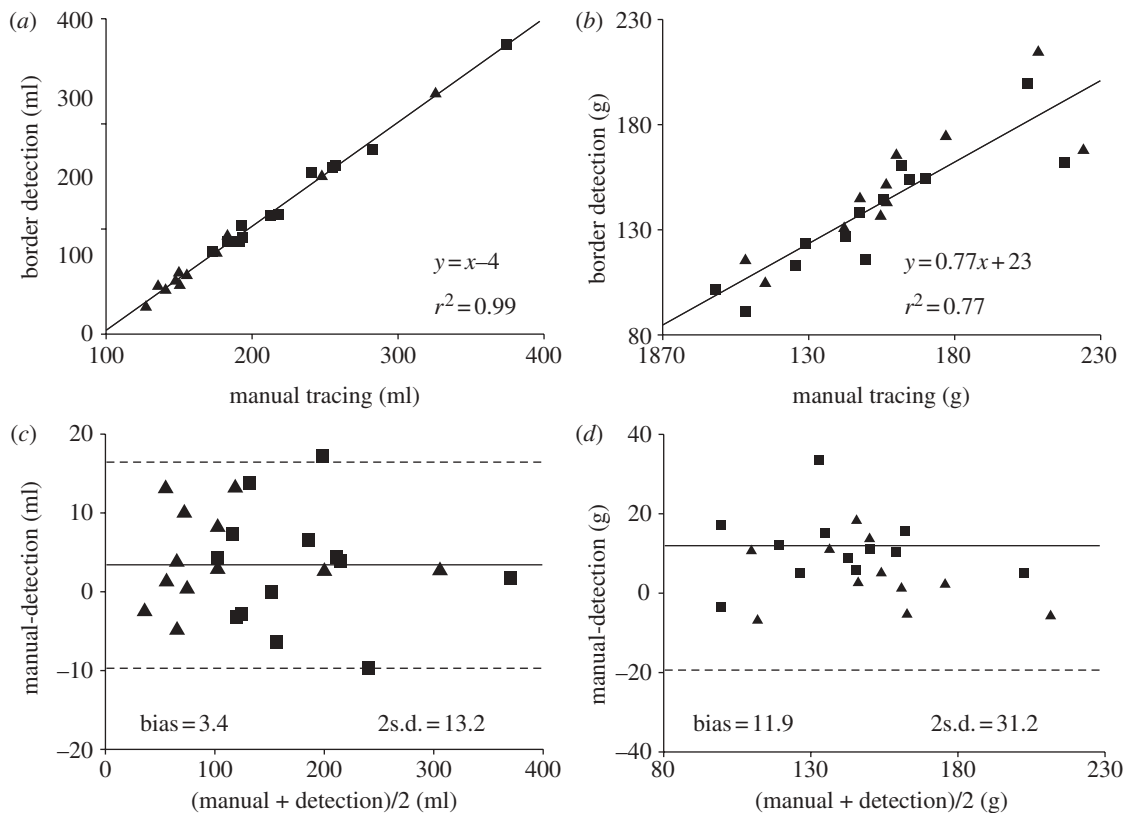 (a)
400
300
200
100
0
border detection (ml)
y = x–4
r² = 0.99
100 200 300 400
manual tracing (ml)
(b)
230
180
130
80
border detection (g)
y = 0.77x + 23
r² = 0.77
1870 130 180 230
manual tracing (g)
(c)
20
10
0
–10
–20
manual-detection (ml)
bias = 3.4 2s.d. = 13.2
0 100 200 300 400
(manual + detection)/2 (ml)
(d)
40
20
0
–20
–40
manual-detection (g)
bias = 11.9 2s.d. = 31.2
80 130 180 230
(manual + detection)/2 (g)